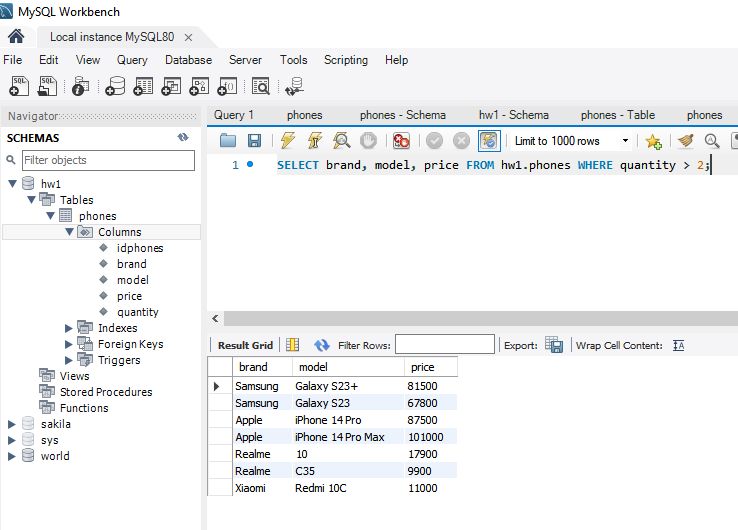 MySQL Workbench
Local instance MySQL80
File Edit View Query Database Server Tools Scripting Help
Navigator
SCHEMAS
Filter objects
hw1
Tables
phones
Columns
idphones
brand
model
price
quantity
Indexes
Foreign Keys
Triggers
Views
Stored Procedures
Functions
sakila
sys
world
Query 1 phones phones - Schema hw1 - Schema phones - Table phones
Limit to 1000 rows
1 SELECT brand, model, price FROM hw1.phones WHERE quantity > 2;
Result Grid Filter Rows: Export: Wrap Cell Content:
brand model price
Samsung Galaxy S23+ 81500
Samsung Galaxy S23 67800
Apple iPhone 14 Pro 87500
Apple iPhone 14 Pro Max 101000
Realme 10 17900
Realme C35 9900
Xiaomi Redmi 10C 11000